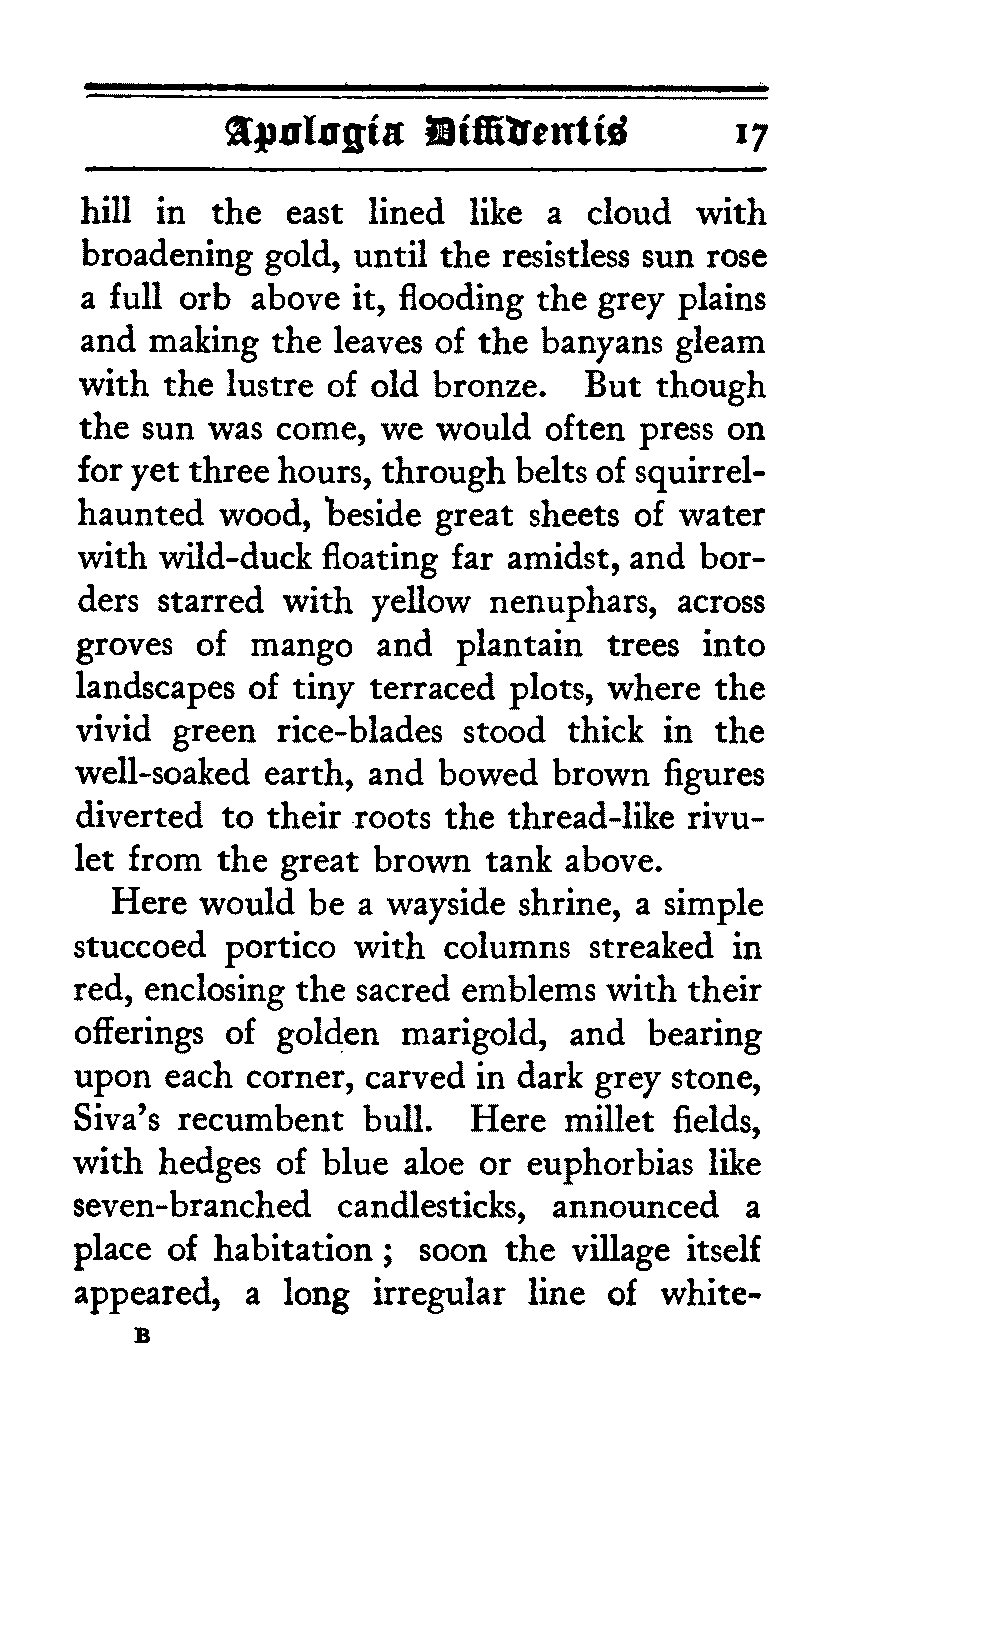 Apologia Diffidentis 17
hill in the east lined like a cloud with
broadening gold, until the resistless sun rose
a full orb above it, flooding the grey plains
and making the leaves of the banyans gleam
with the lustre of old bronze. But though
the sun was come, we would often press on
for yet three hours, through belts of squirrel-
haunted wood, beside great sheets of water
with wild-duck floating far amidst, and bor-
ders starred with yellow nenuphars, across
groves of mango and plantain trees into
landscapes of tiny terraced plots, where the
vivid green rice-blades stood thick in the
well-soaked earth, and bowed brown figures
diverted to their roots the thread-like rivu-
let from the great brown tank above.
Here would be a wayside shrine, a simple
stuccoed portico with columns streaked in
red, enclosing the sacred emblems with their
offerings of golden marigold, and bearing
upon each corner, carved in dark grey stone,
Siva's recumbent bull. Here millet fields,
with hedges of blue aloe or euphorbias like
seven-branched candlesticks, announced a
place of habitation ; soon the village itself
appeared, a long irregular line of white-
B